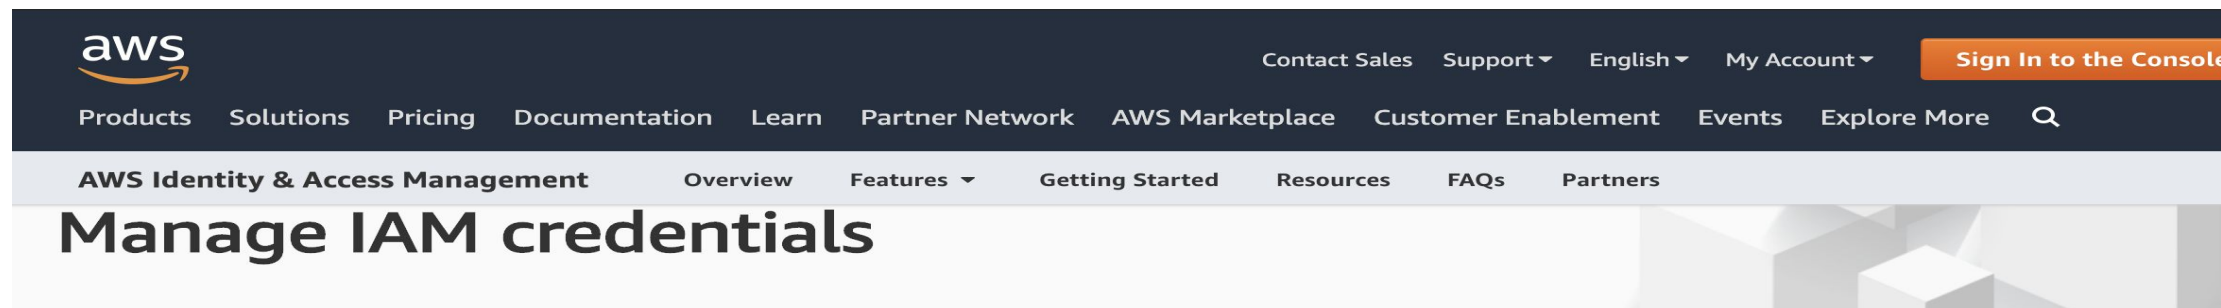 aws
Contact Sales Support English My Account Sign In to the Console
Products Solutions Pricing Documentation Learn Partner Network AWS Marketplace Customer Enablement Events Explore More
AWS Identity & Access Management Overview Features Getting Started Resources FAQs Partners
Manage IAM credentials